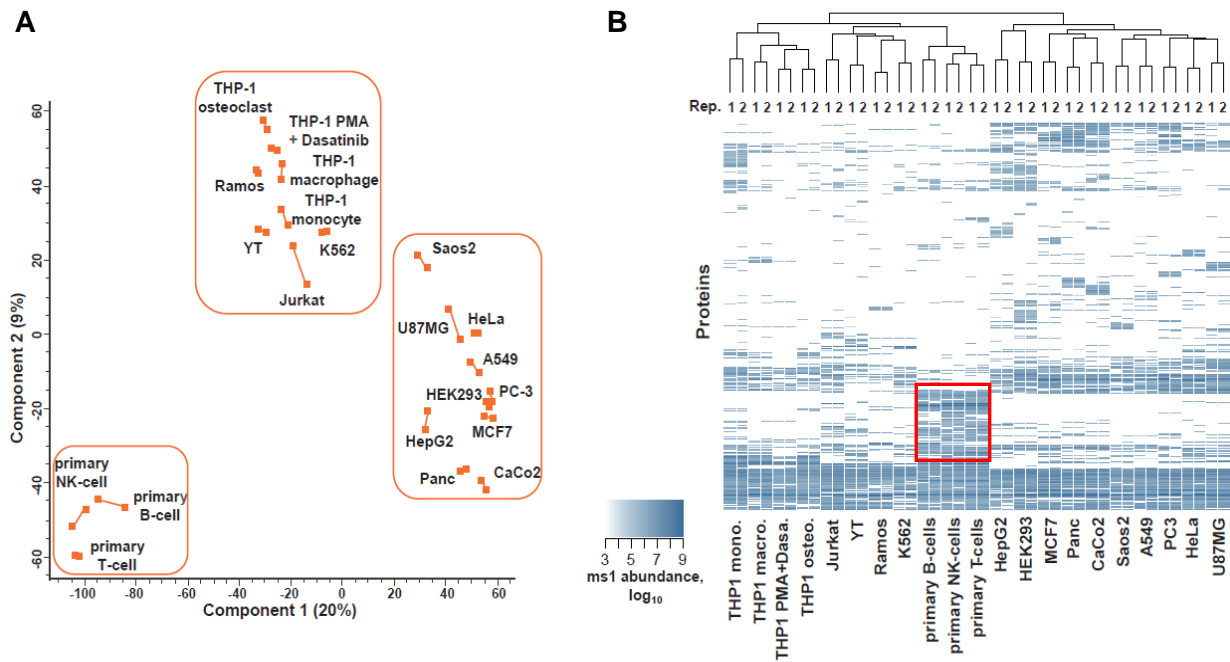 A
THP-1
osteoclast
THP-1 PMA
+ Dasatinib
THP-1
macrophage
Ramos
THP-1
monocyte
YT
K562
Jurkat
Saos2
U87MG
HeLa
A549
HEK293
PC-3
HepG2
MCF7
Panc
CaCo2
primary
NK-cell
primary
B-cell
primary
T-cell
60
40
20
0
-20
-40
-60
Component 2 (9%)
-100 -80 -60 -40 -20 0 20 40 60
Component 1 (20%)
B
Rep. 1 2 1 2 1 2 1 2 1 2 1 2 1 2 1 2 1 2 1 2 1 2 1 2 1 2 1 2 1 2 1 2 1 2 1 2 1 2 1 2 1 2
Proteins
3 5 7 9
ms1 abundance,
log10
THP1 mono.
THP1 macro.
THP1 PMA+Dasa.
THP1 osteo.
Jurkat
YT
Ramos
K562
primary B-cells
primary NK-cells
primary T-cells
HepG2
HEK293
MCF7
Panc
CaCo2
Saos2
A549
PC3
HeLa
U87MG